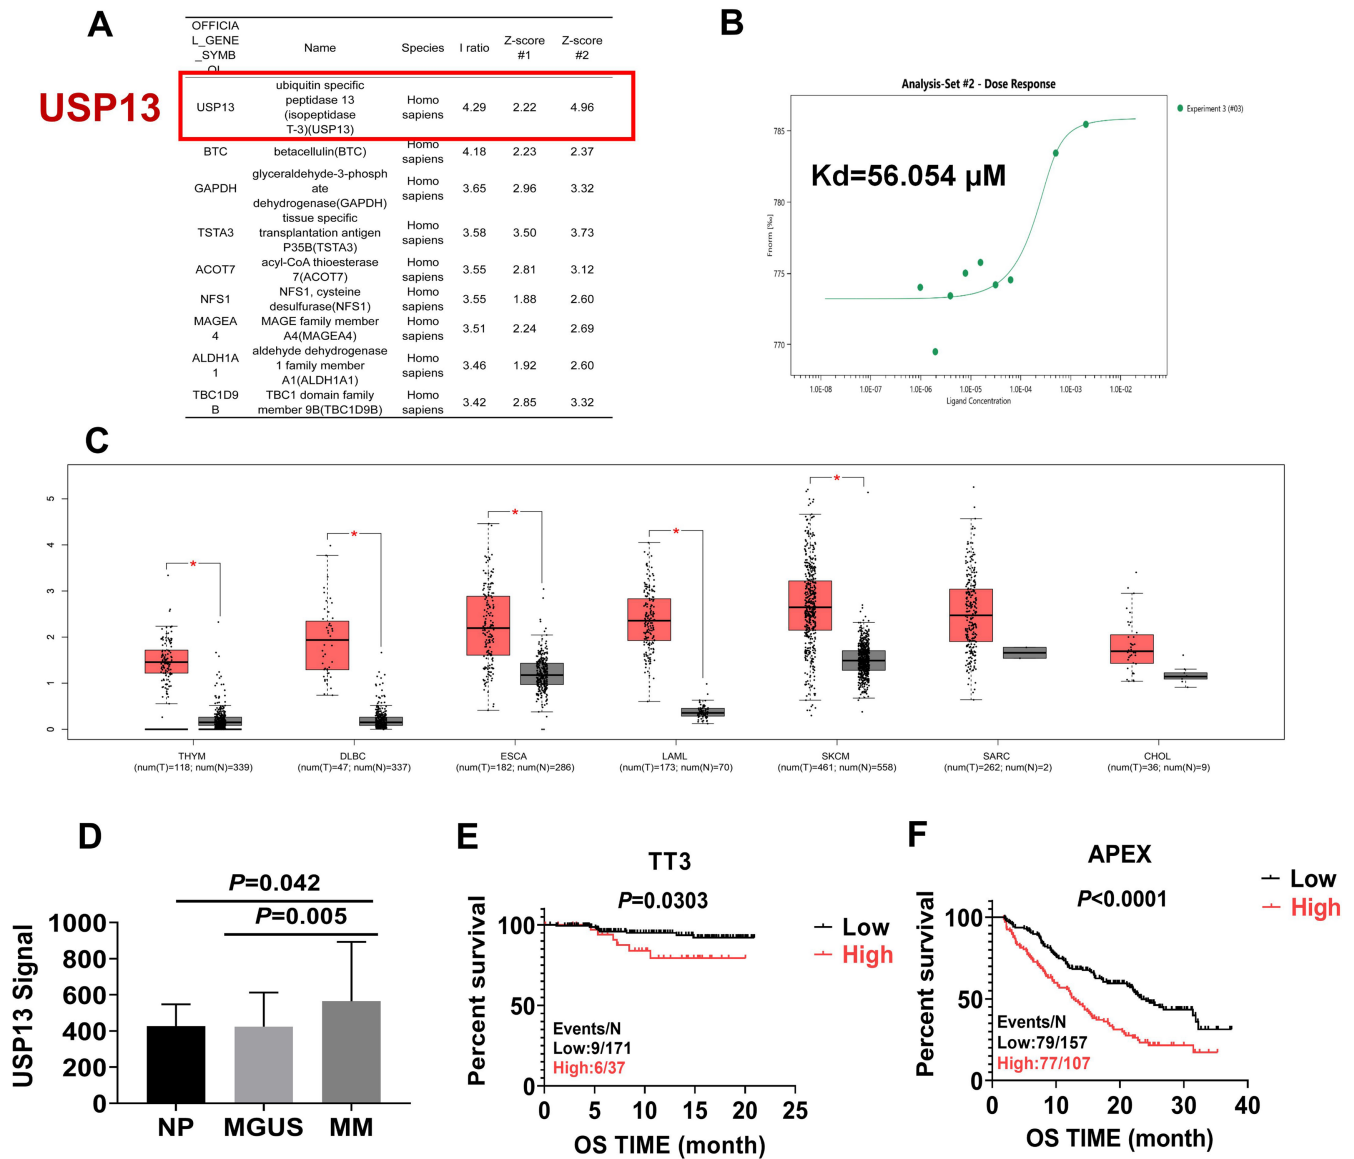 A
OFFICIA
L_GENE
_SYMB
OL
Name
Species
I ratio
Z-score
#1
Z-score
#2
USP13
USP13
ubiquitin specific
peptidase 13
(isopeptidase
T-3)(USP13)
Homo
sapiens
4.29
2.22
4.96
BTC
betacellulin(BTC)
Homo
sapiens
4.18
2.23
2.37
GAPDH
glyceraldehyde-3-phosph
ate
dehydrogenase(GAPDH)
Homo
sapiens
3.65
2.96
3.32
TSTA3
tissue specific
transplantation antigen
P35B(TSTA3)
Homo
sapiens
3.58
3.50
3.73
ACOT7
acyl-CoA thioesterase
7(ACOT7)
Homo
sapiens
3.55
2.81
3.12
NFS1
NFS1, cysteine
desulfurase(NFS1)
Homo
sapiens
3.55
1.88
2.60
MAGEA
4
MAGE family member
A4(MAGEA4)
Homo
sapiens
3.51
2.24
2.69
ALDH1A
1
aldehyde dehydrogenase
1 family member
A1(ALDH1A1)
Homo
sapiens
3.46
1.92
2.60
TBC1D9
B
TBC1 domain family
member 9B(TBC1D9B)
Homo
sapiens
3.42
2.85
3.32
B
Analysis-Set #2 - Dose Response
Experiment 3 (#03)
Kd=56.054 μM
Fnorm [‰]
785
780
775
770
1.0E-08
1.0E-07
1.0E-06
1.0E-05
1.0E-04
1.0E-03
1.0E-02
Ligand Concentration
C
5
4
3
2
1
0
*
*
*
*
*
THYM
(num(T)=118; num(N)=339)
DLBC
(num(T)=47; num(N)=337)
ESCA
(num(T)=182; num(N)=286)
LAML
(num(T)=173; num(N)=70)
SKCM
(num(T)=461; num(N)=558)
SARC
(num(T)=262; num(N)=2)
CHOL
(num(T)=36; num(N)=9)
D
P=0.042
P=0.005
USP13 Signal
1000
800
600
400
200
0
NP
MGUS
MM
E
TT3
P=0.0303
Low
High
Percent survival
100
50
0
Events/N
Low:9/171
High:6/37
0
5
10
15
20
25
OS TIME (month)
F
APEX
P<0.0001
Low
High
Percent survival
100
50
0
Events/N
Low:79/157
High:77/107
0
10
20
30
40
OS TIME (month)